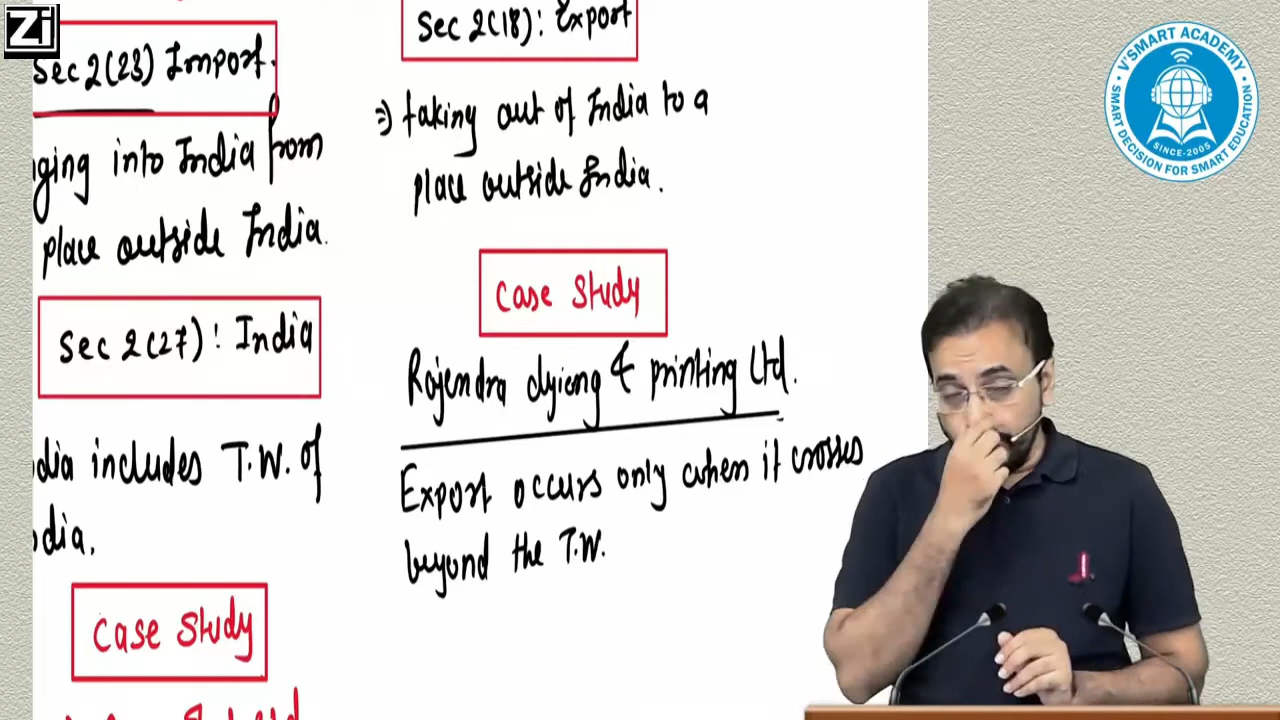 Zi
Sec 2(23) Import.
ging into India from
place outside India.
Sec 2(27): India
dia includes T.W. of
dia.
Case Study
Sec 2(18): Export
⇒ taking out of India to a
place outside India.
Case Study
Rajendra dyieng & printing Ltd.
Export occurs only when it crosses
beyond the T.W.
V'SMART ACADEMY
SINCE-2005
SMART DECISION FOR SMART EDUCATION